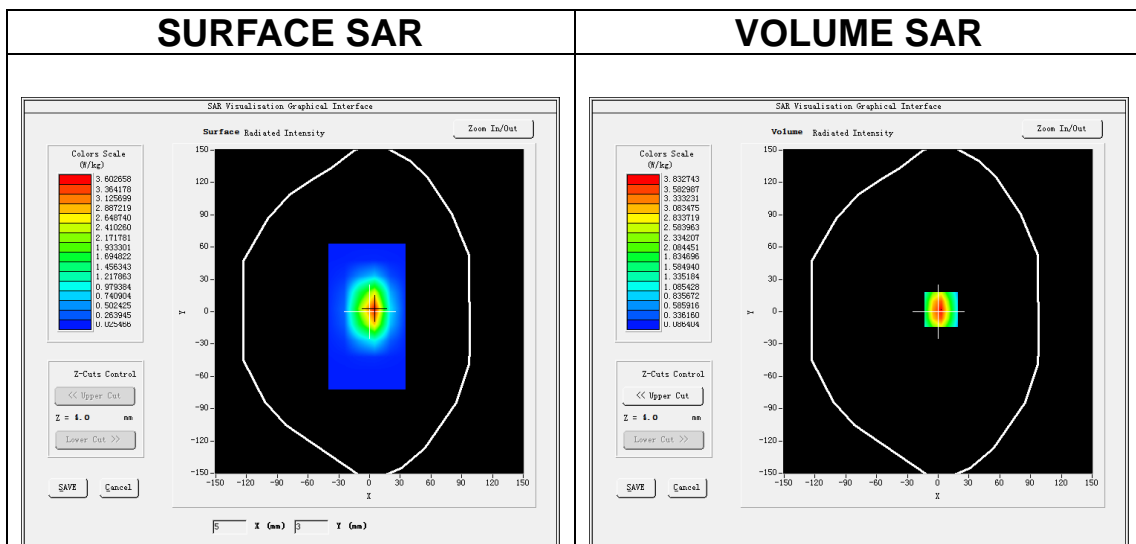 SURFACE SAR
VOLUME SAR
SAR Visualisation Graphical Interface
Surface Radiated Intensity
Zoom In/Out
Colors Scale
(W/kg)
3.602658
3.364178
3.125699
2.887219
2.648740
2.410260
2.171781
1.933301
1.694822
1.456343
1.217863
0.979384
0.740904
0.502425
0.263945
0.025466
Z-Cuts Control
<< Upper Cut
Z = 4.0 mm
Lower Cut >>
SAVE
Cancel
150
120
90
60
30
0
-30
-60
-90
-120
-150
Y
-150 -120 -90 -60 -30 0 30 60 90 120 150
X
5 X (mm) 3 Y (mm)
SAR Visualisation Graphical Interface
Volume Radiated Intensity
Zoom In/Out
Colors Scale
(W/kg)
3.832743
3.582987
3.333231
3.083475
2.833719
2.583963
2.334207
2.084451
1.834696
1.584940
1.335184
1.085428
0.835672
0.585916
0.336160
0.086404
Z-Cuts Control
<< Upper Cut
Z = 4.0 mm
Lower Cut >>
SAVE
Cancel
150
120
90
60
30
0
-30
-60
-90
-120
-150
Y
-150 -120 -90 -60 -30 0 30 60 90 120 150
X